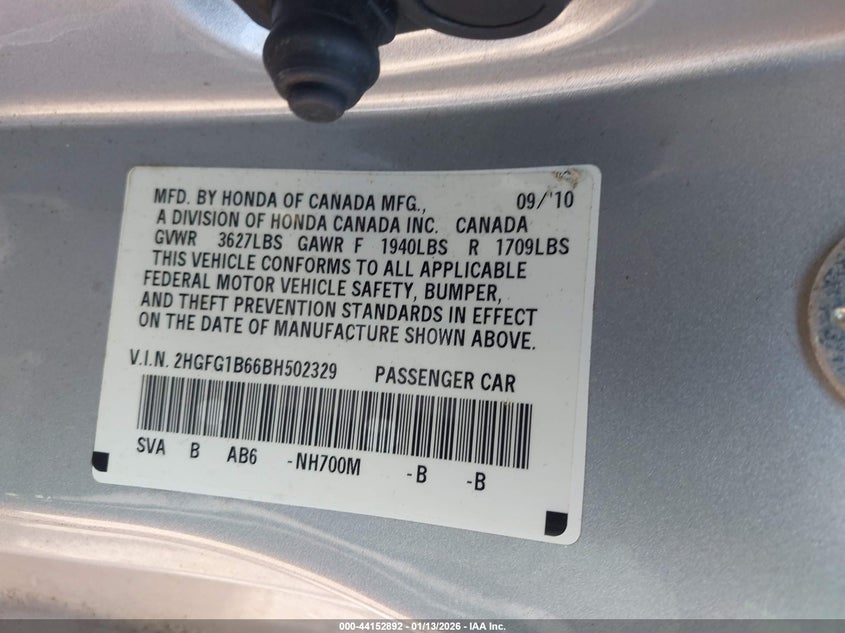 MFD. BY HONDA OF CANADA MFG., 09/'10
A DIVISION OF HONDA CANADA INC. CANADA
GVWR 3627LBS GAWR F 1940LBS R 1709LBS
THIS VEHICLE CONFORMS TO ALL APPLICABLE
FEDERAL MOTOR VEHICLE SAFETY, BUMPER,
AND THEFT PREVENTION STANDARDS IN EFFECT
ON THE DATE OF MANUFACTURE SHOWN ABOVE.
V.I.N. 2HGFG1B66BH502329 PASSENGER CAR
SVA B AB6 -NH700M -B -B
000-44152892 - 01/13/2026 - IAA Inc.